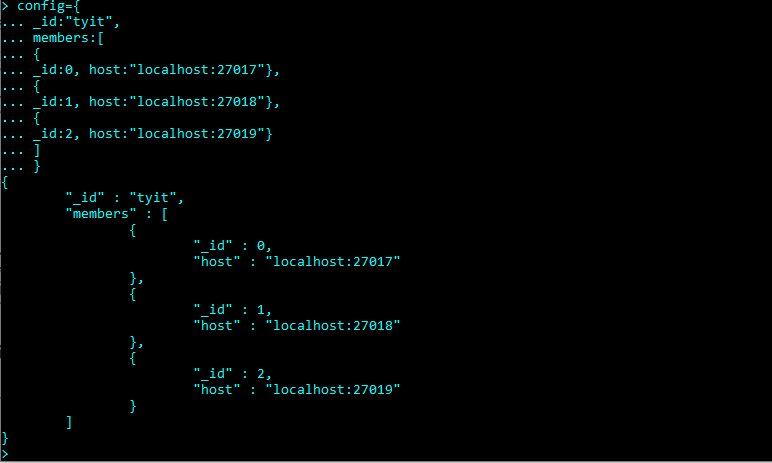 > config={
... _id:"tyit",
... members:[
... {
... _id:0, host:"localhost:27017"},
... {
... _id:1, host:"localhost:27018"},
... {
... _id:2, host:"localhost:27019"}
... ]
... }
{
        "_id" : "tyit",
        "members" : [
                {
                        "_id" : 0,
                        "host" : "localhost:27017"
                },
                {
                        "_id" : 1,
                        "host" : "localhost:27018"
                },
                {
                        "_id" : 2,
                        "host" : "localhost:27019"
                }
        ]
}
>